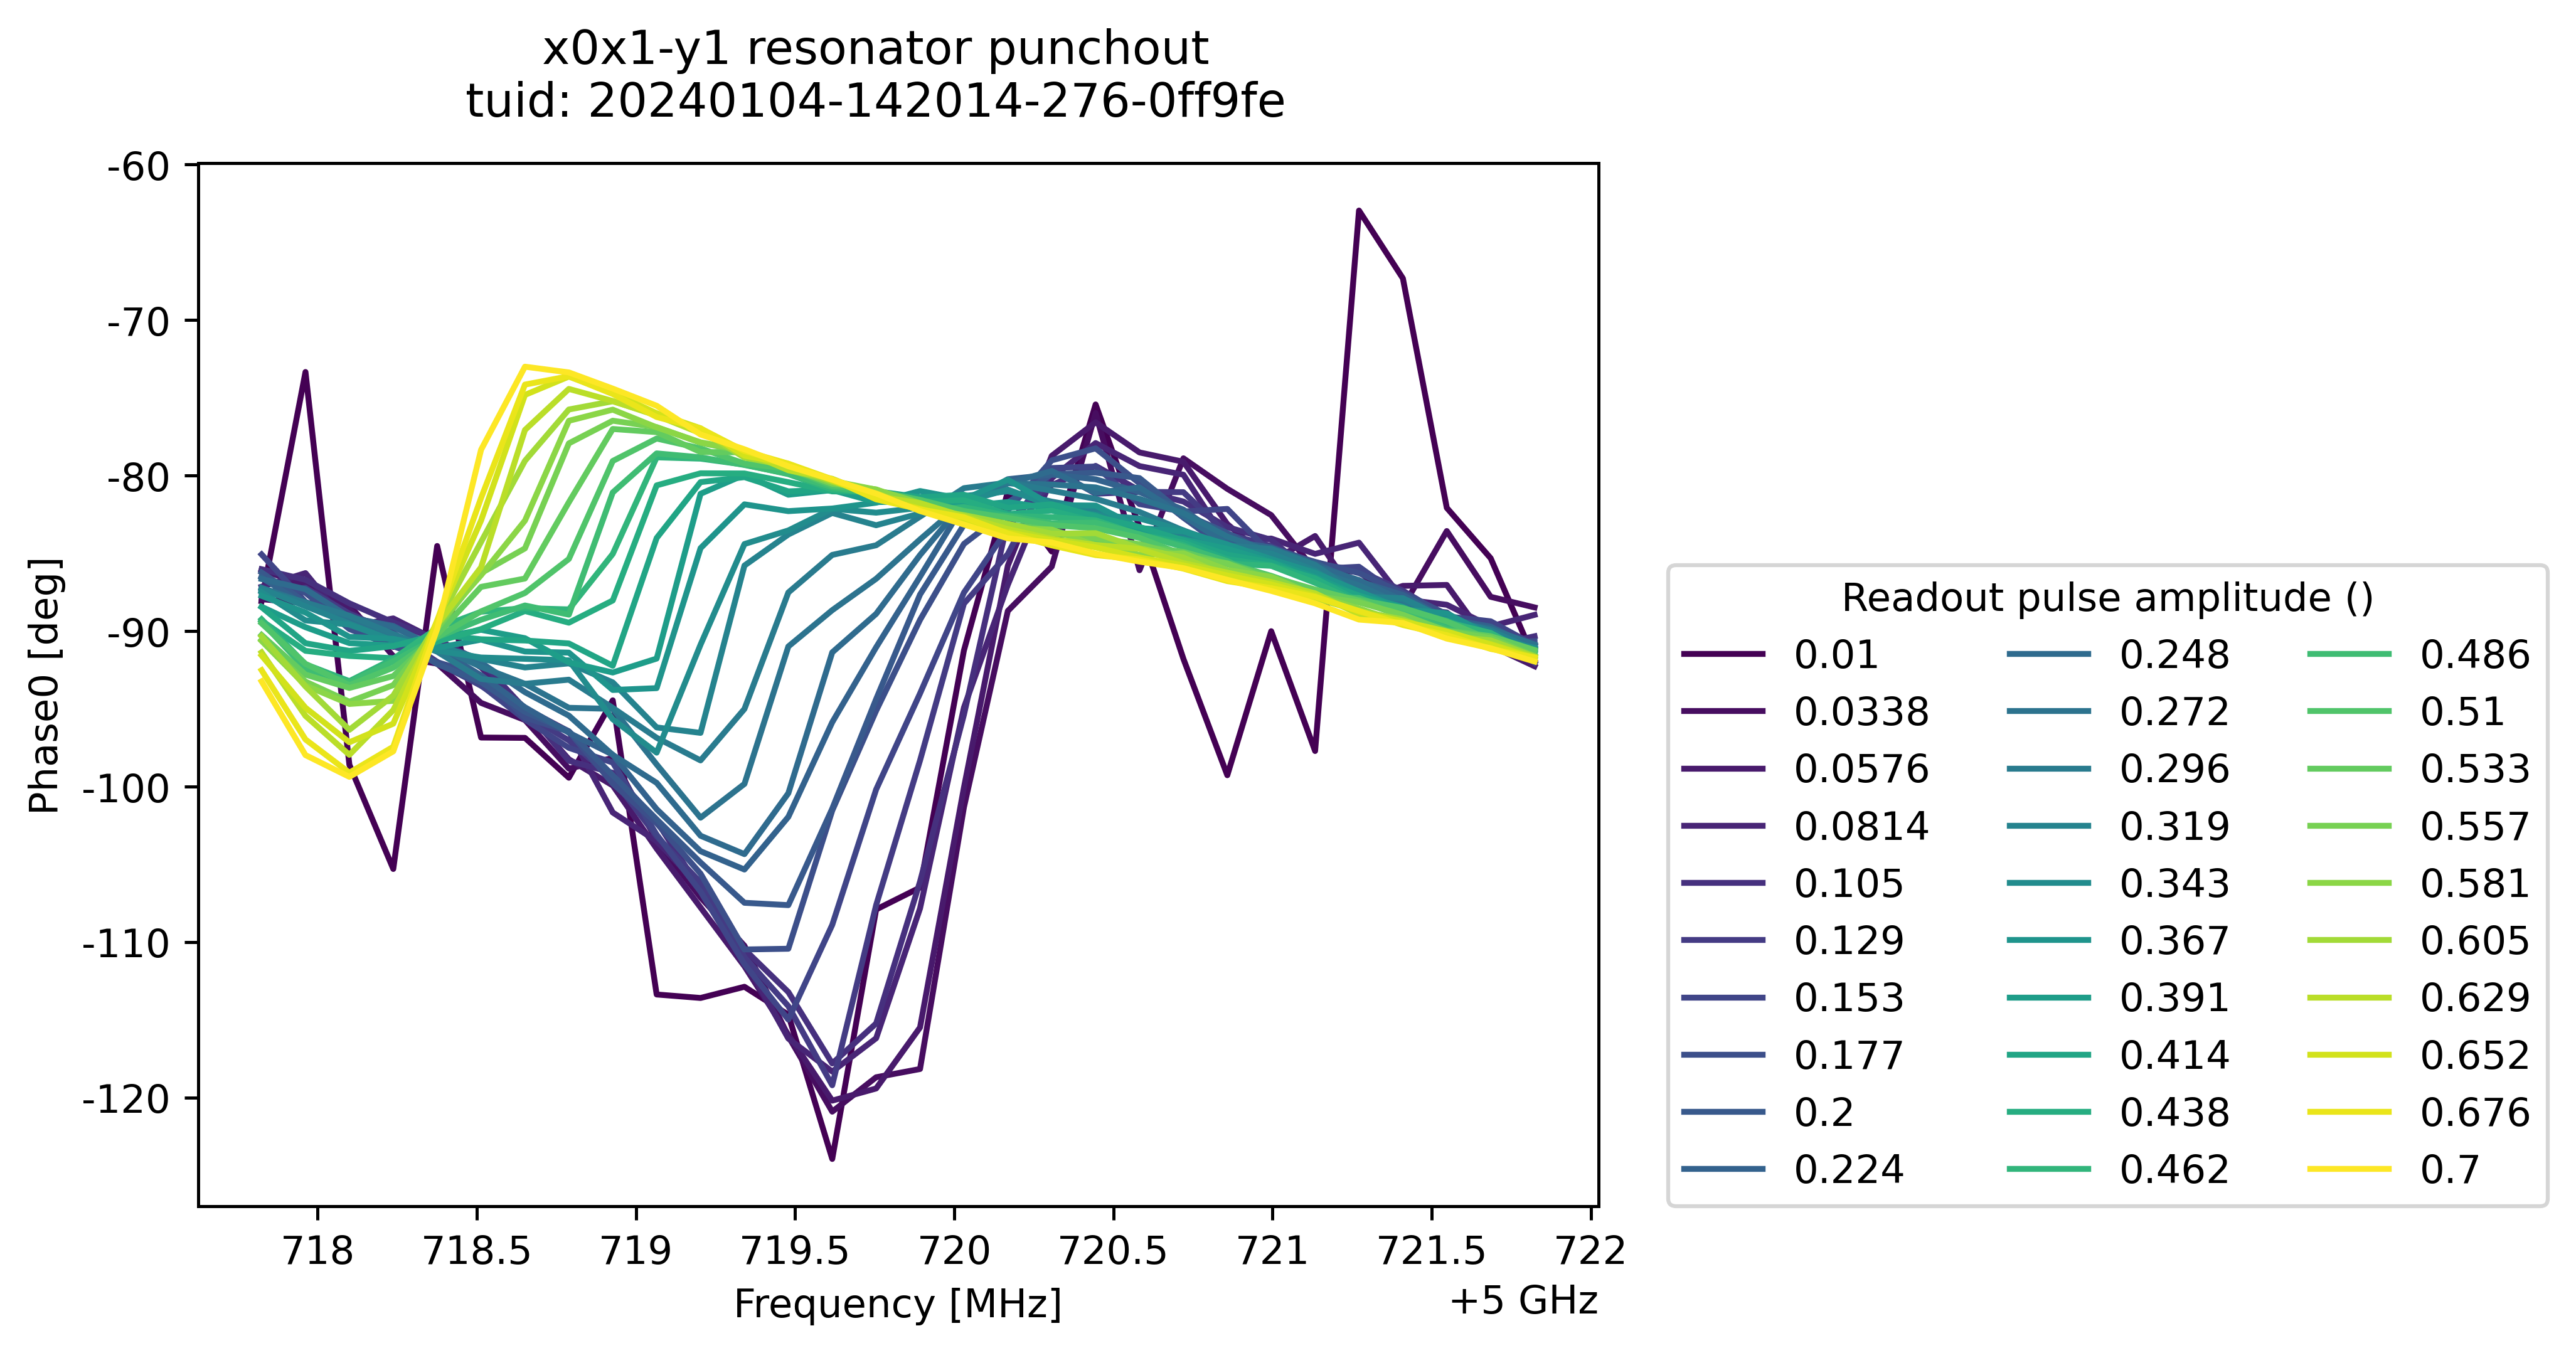 x0x1-y1 resonator punchout
tuid: 20240104-142014-276-0ff9fe
Phase0 [deg]
-60
-70
-80
-90
-100
-110
-120
718 718.5 719 719.5 720 720.5 721 721.5 722
Frequency [MHz]
+5 GHz
Readout pulse amplitude ()
0.01 0.248 0.486
0.0338 0.272 0.51
0.0576 0.296 0.533
0.0814 0.319 0.557
0.105 0.343 0.581
0.129 0.367 0.605
0.153 0.391 0.629
0.177 0.414 0.652
0.2 0.438 0.676
0.224 0.462 0.7